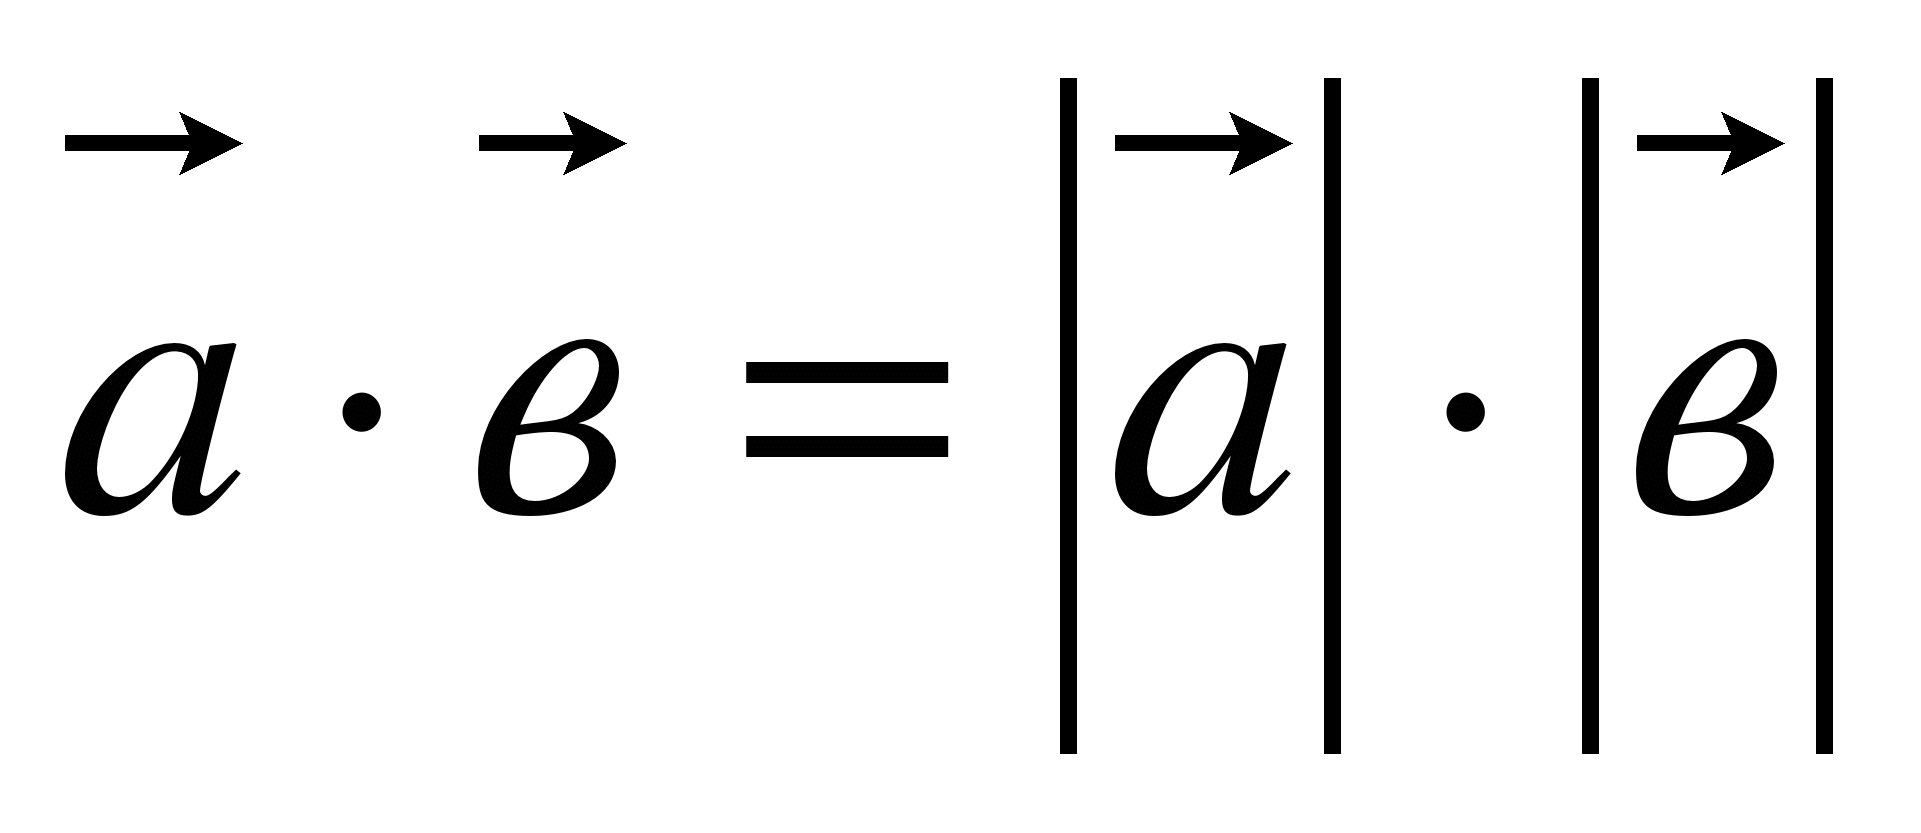 a⃗ · в⃗ = |a⃗| · |в⃗|